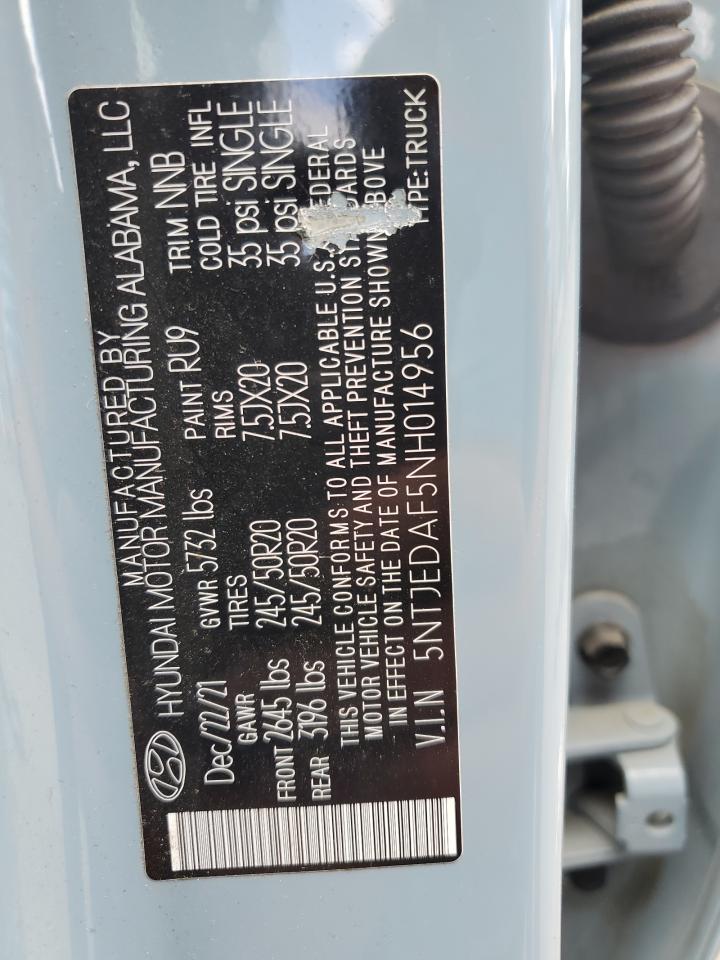 MANUFACTURED BY
HYUNDAI MOTOR MANUFACTURING ALABAMA, LLC
Dec/22/21 GVWR 5732 lbs PAINT RU9 TRIM NNB
GAWR TIRES RIMS COLD TIRE INFL
FRONT 2645 lbs 245/50R20 7.5JX20 35 psi SINGLE
REAR 3196 lbs 245/50R20 7.5JX20 35 psi SINGLE
THIS VEHICLE CONFORMS TO ALL APPLICABLE U.S. FEDERAL
MOTOR VEHICLE SAFETY AND THEFT PREVENTION STANDARDS
IN EFFECT ON THE DATE OF MANUFACTURE SHOWN ABOVE
V.I.N 5NTJEDAF5NH014956 TYPE:TRUCK